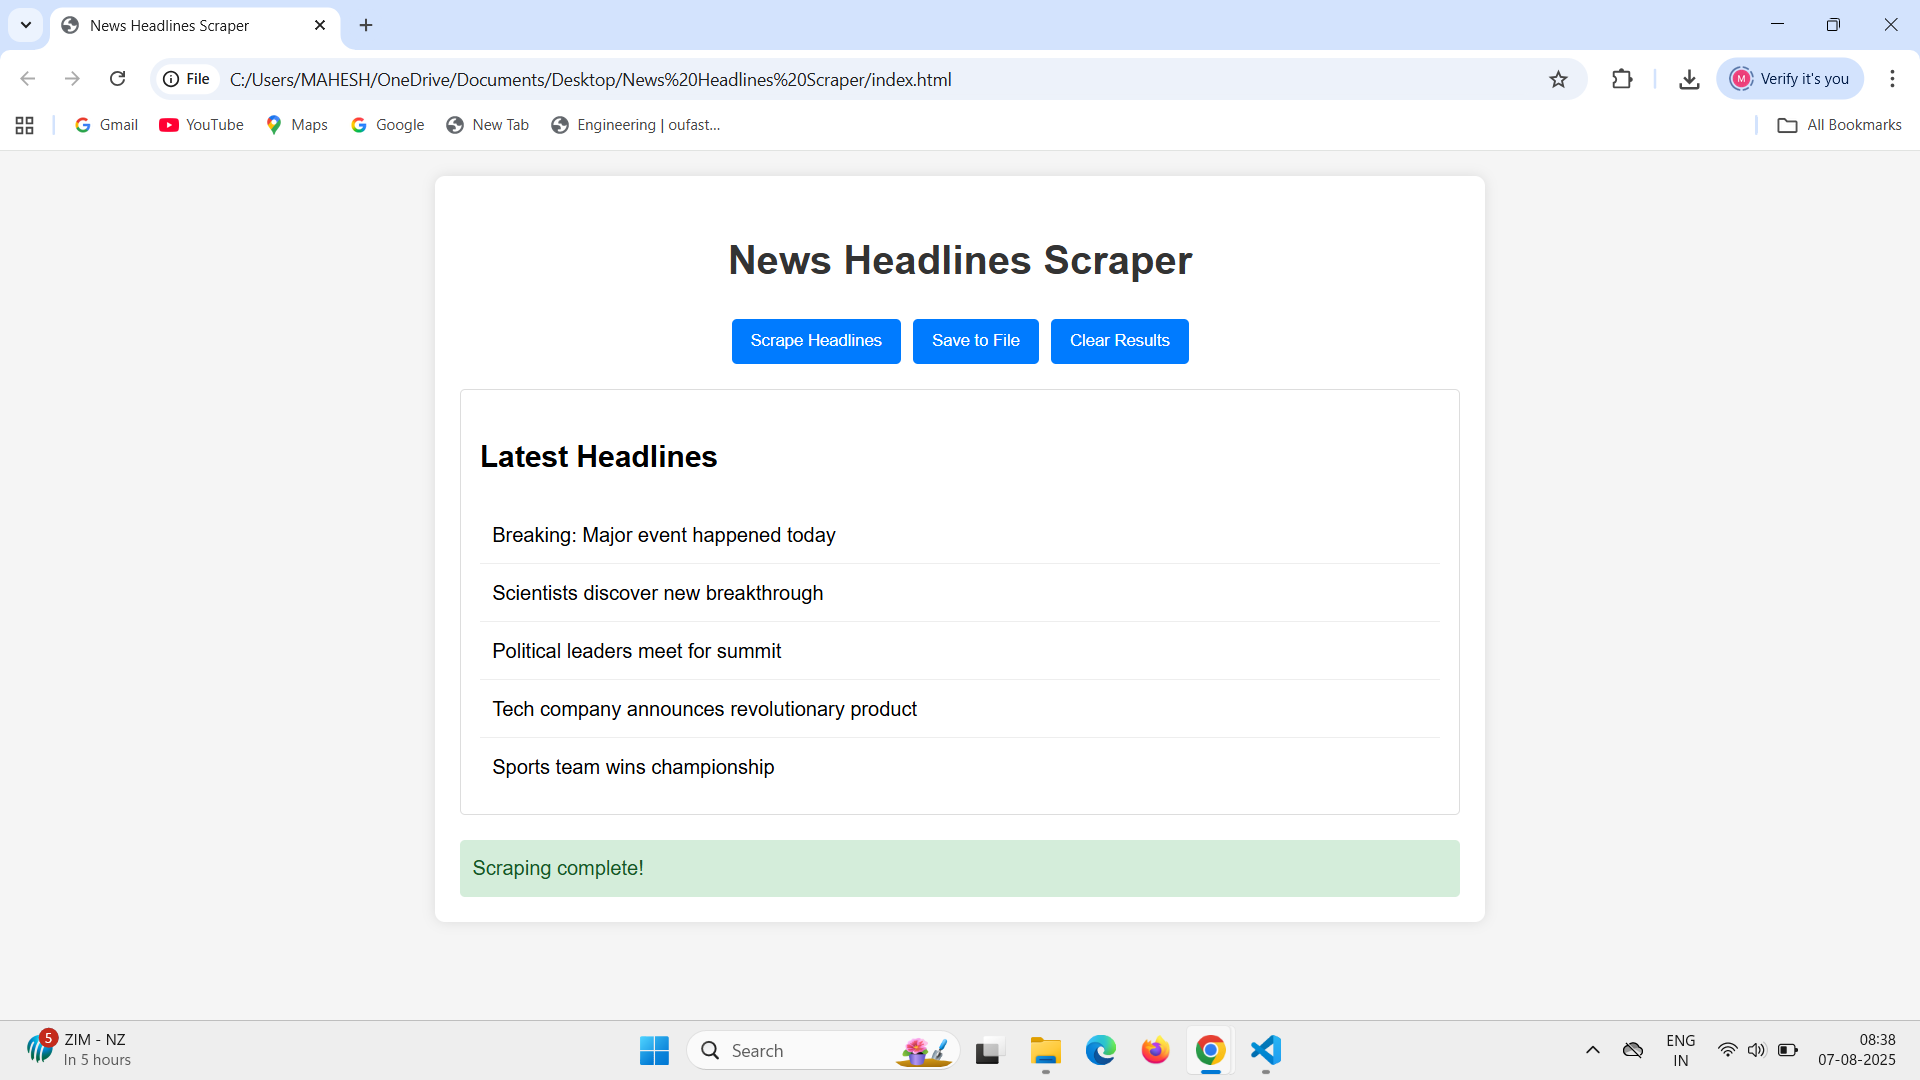 News Headlines Scraper
File C:/Users/MAHESH/OneDrive/Documents/Desktop/News%20Headlines%20Scraper/index.html
M Verify it's you
Gmail YouTube Maps Google New Tab Engineering | oufast... All Bookmarks
News Headlines Scraper
Scrape Headlines Save to File Clear Results
Latest Headlines
Breaking: Major event happened today
Scientists discover new breakthrough
Political leaders meet for summit
Tech company announces revolutionary product
Sports team wins championship
Scraping complete!
5 ZIM - NZ
In 5 hours
Search
ENG
IN
08:38
07-08-2025